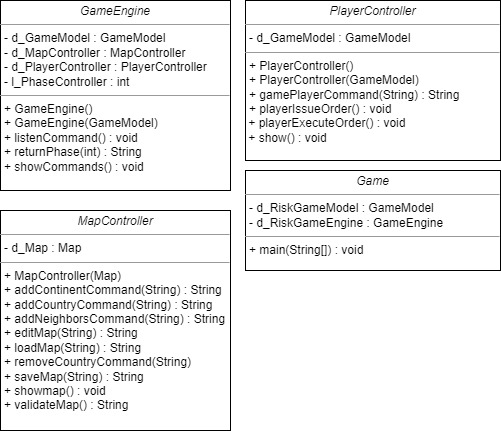 GameEngine
- d_GameModel : GameModel
- d_MapController : MapController
- d_PlayerController : PlayerController
- l_PhaseController : int
+ GameEngine()
+ GameEngine(GameModel)
+ listenCommand() : void
+ returnPhase(int) : String
+ showCommands() : void
PlayerController
- d_GameModel : GameModel
+ PlayerController()
+ PlayerController(GameModel)
+ gamePlayerCommand(String) : String
+ playerIssueOrder() : void
+ playerExecuteOrder() : void
+ show() : void
Game
- d_RiskGameModel : GameModel
- d_RiskGameEngine : GameEngine
+ main(String[]) : void
MapController
- d_Map : Map
+ MapController(Map)
+ addContinentCommand(String) : String
+ addCountryCommand(String) : String
+ addNeighborsCommand(String) : String
+ editMap(String) : String
+ loadMap(String) : String
+ removeCountryCommand(String)
+ saveMap(String) : String
+ showmap() : void
+ validateMap() : String